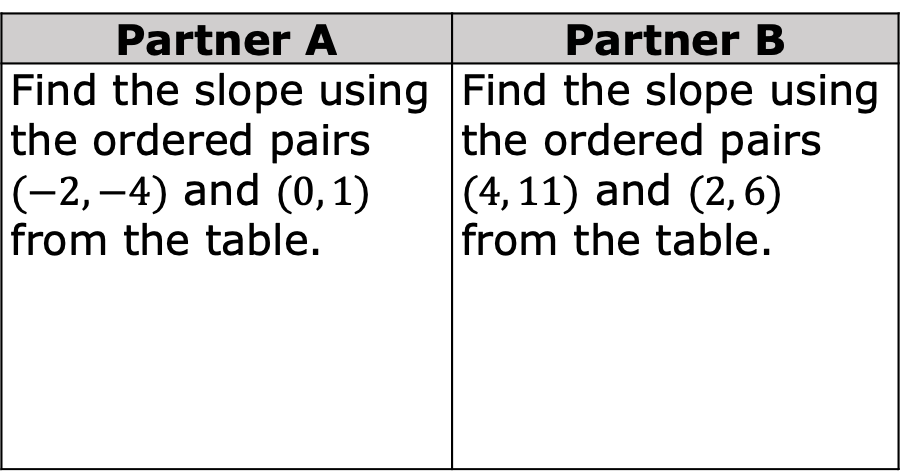 Partner A
Find the slope using
the ordered pairs
(−2, −4) and (0, 1)
from the table.
Partner B
Find the slope using
the ordered pairs
(4, 11) and (2, 6)
from the table.